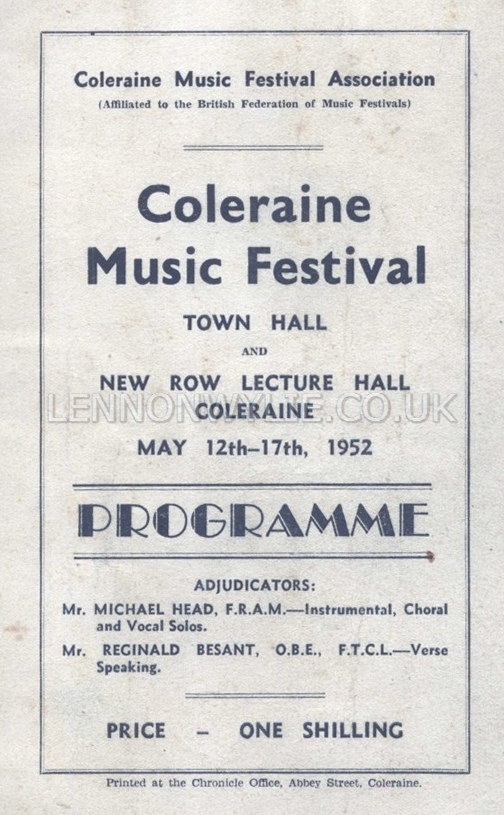 Coleraine Music Festival Association
(Affiliated to the British Federation of Music Festivals)
Coleraine
Music Festival
TOWN HALL
AND
NEW ROW LECTURE HALL
LENNONWYLIE.CO.UK
COLERAINE
MAY 12th–17th, 1952
PROGRAMME
ADJUDICATORS:
Mr. MICHAEL HEAD, F.R.A.M.—Instrumental, Choral
and Vocal Solos.
Mr. REGINALD BESANT, O.B.E., F.T.C.L.—Verse
Speaking.
PRICE – ONE SHILLING
Printed at the Chronicle Office, Abbey Street, Coleraine.